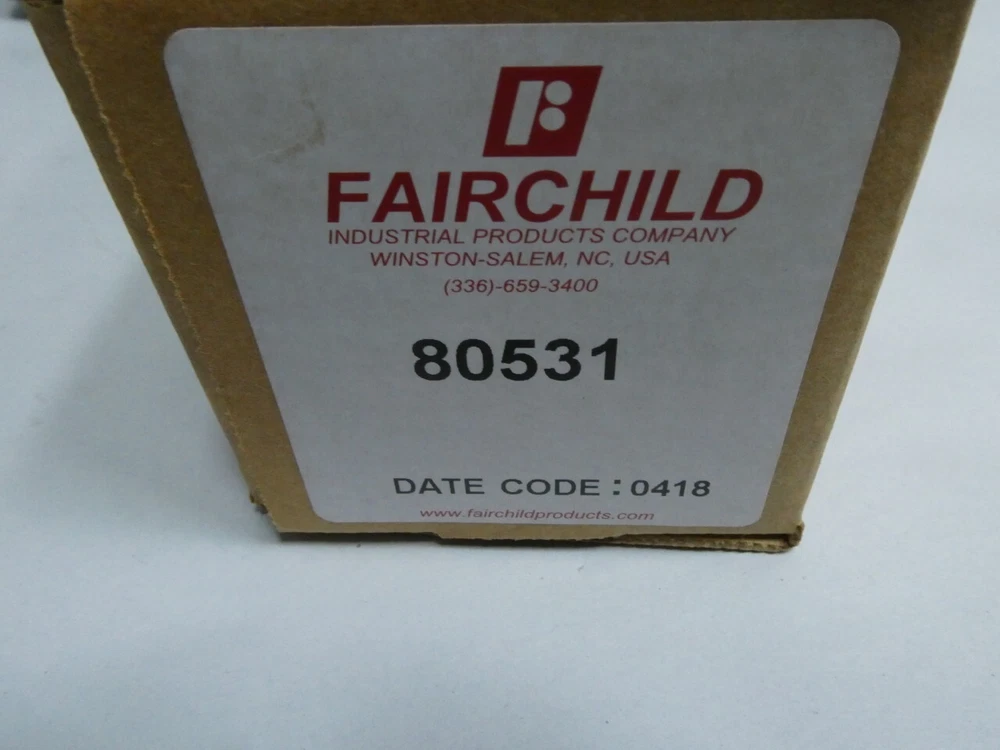 FAIRCHILD
INDUSTRIAL PRODUCTS COMPANY
WINSTON-SALEM, NC, USA
(336)-659-3400
80531
DATE CODE : 0418
www.fairchildproducts.com